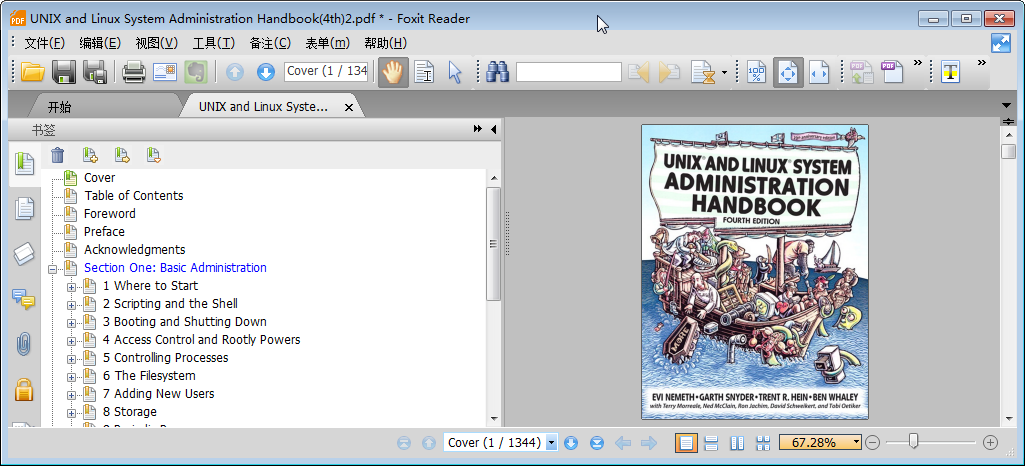 UNIX and Linux System Administration Handbook(4th)2.pdf * - Foxit Reader
文件(F) 编辑(E) 视图(V) 工具(T) 备注(C) 表单(m) 帮助(H)
Cover (1 / 134
开始 UNIX and Linux Syste...
书签
Cover
Table of Contents
Foreword
Preface
Acknowledgments
Section One: Basic Administration
1 Where to Start
2 Scripting and the Shell
3 Booting and Shutting Down
4 Access Control and Rootly Powers
5 Controlling Processes
6 The Filesystem
7 Adding New Users
8 Storage
UNIX AND LINUX SYSTEM
ADMINISTRATION
HANDBOOK
FOURTH EDITION
EVI NEMETH • GARTH SNYDER • TRENT R. HEIN • BEN WHALEY
with Terry Morreale, Ned McClain, Ron Jachim, David Schweikert, and Tobi Oetiker
Cover (1 / 1344) 67.28%